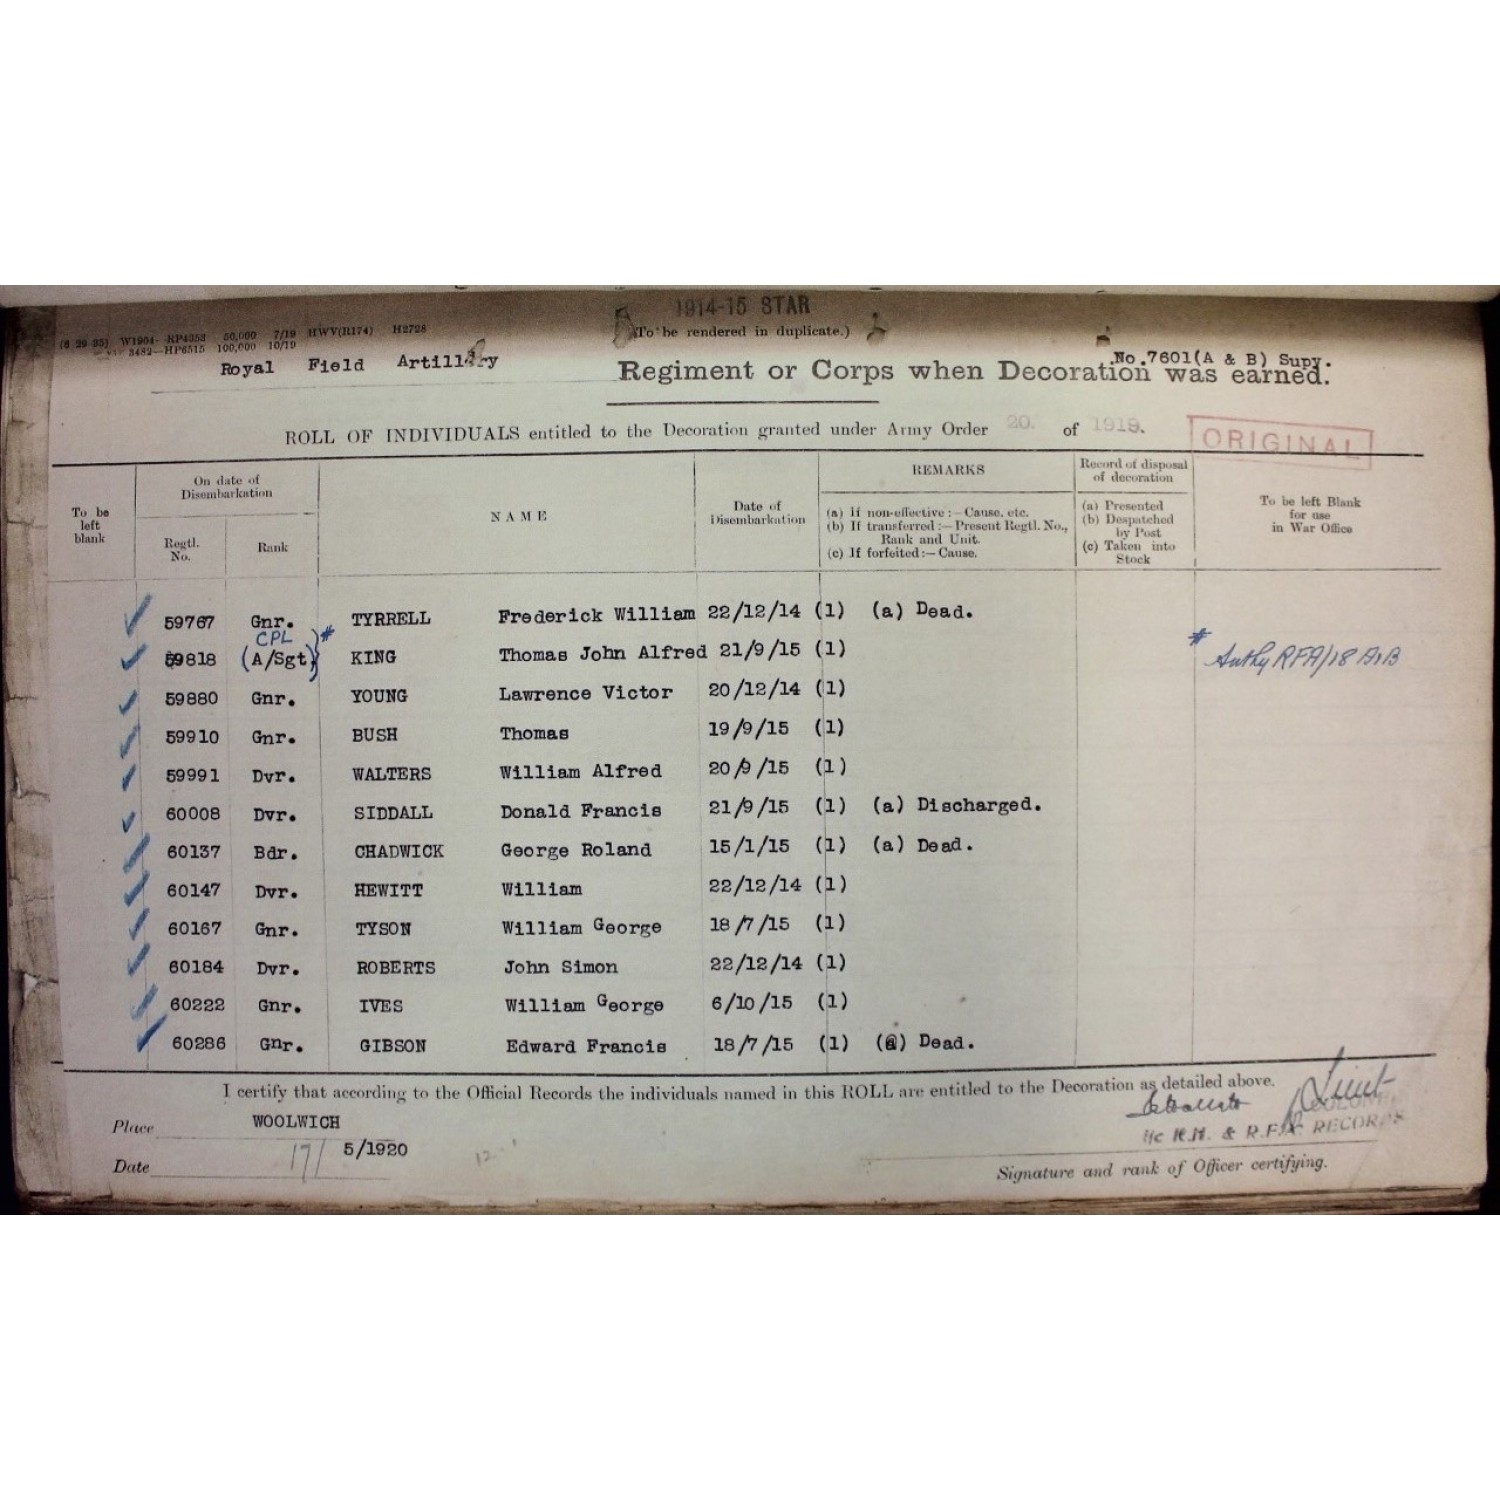 1914-15 STAR
(6 29 35) W1904- RP4353 50,000 7/19 HWV(R174) H2728
3482-HP6515 100,000 10/19
(To be rendered in duplicate.)
Royal Field Artillery
No.7601(A & B) Supy.
Regiment or Corps when Decoration was earned.
ROLL OF INDIVIDUALS entitled to the Decoration granted under Army Order 20. of 1919.
ORIGINAL
To be left blank
On date of Disembarkation
Regtl. No.
Rank
NAME
Date of Disembarkation
REMARKS
(a) If non-effective :— Cause, etc.
(b) If transferred :— Present Regtl. No., Rank and Unit.
(c) If forfeited :— Cause.
Record of disposal of decoration
(a) Presented
(b) Despatched by Post
(c) Taken into Stock
To be left Blank for use in War Office
59767 Gnr. TYRRELL Frederick William 22/12/14 (1) (a) Dead.
CPL #
59818 (A/Sgt) KING Thomas John Alfred 21/9/15 (1) # Authy RFA/18 A&B
59880 Gnr. YOUNG Lawrence Victor 20/12/14 (1)
59910 Gnr. BUSH Thomas 19/9/15 (1)
59991 Dvr. WALTERS William Alfred 20/9/15 (1)
60008 Dvr. SIDDALL Donald Francis 21/9/15 (1) (a) Discharged.
60137 Bdr. CHADWICK George Roland 15/1/15 (1) (a) Dead.
60147 Dvr. HEWITT William 22/12/14 (1)
60167 Gnr. TYSON William George 18/7/15 (1)
60184 Dvr. ROBERTS John Simon 22/12/14 (1)
60222 Gnr. IVES William George 6/10/15 (1)
60286 Gnr. GIBSON Edward Francis 18/7/15 (1) (a) Dead.
I certify that according to the Official Records the individuals named in this ROLL are entitled to the Decoration as detailed above.
Place WOOLWICH
Lieut
I/c R.H. & R.F.A. RECORDS
Date 17/ 5/1920
12
Signature and rank of Officer certifying.